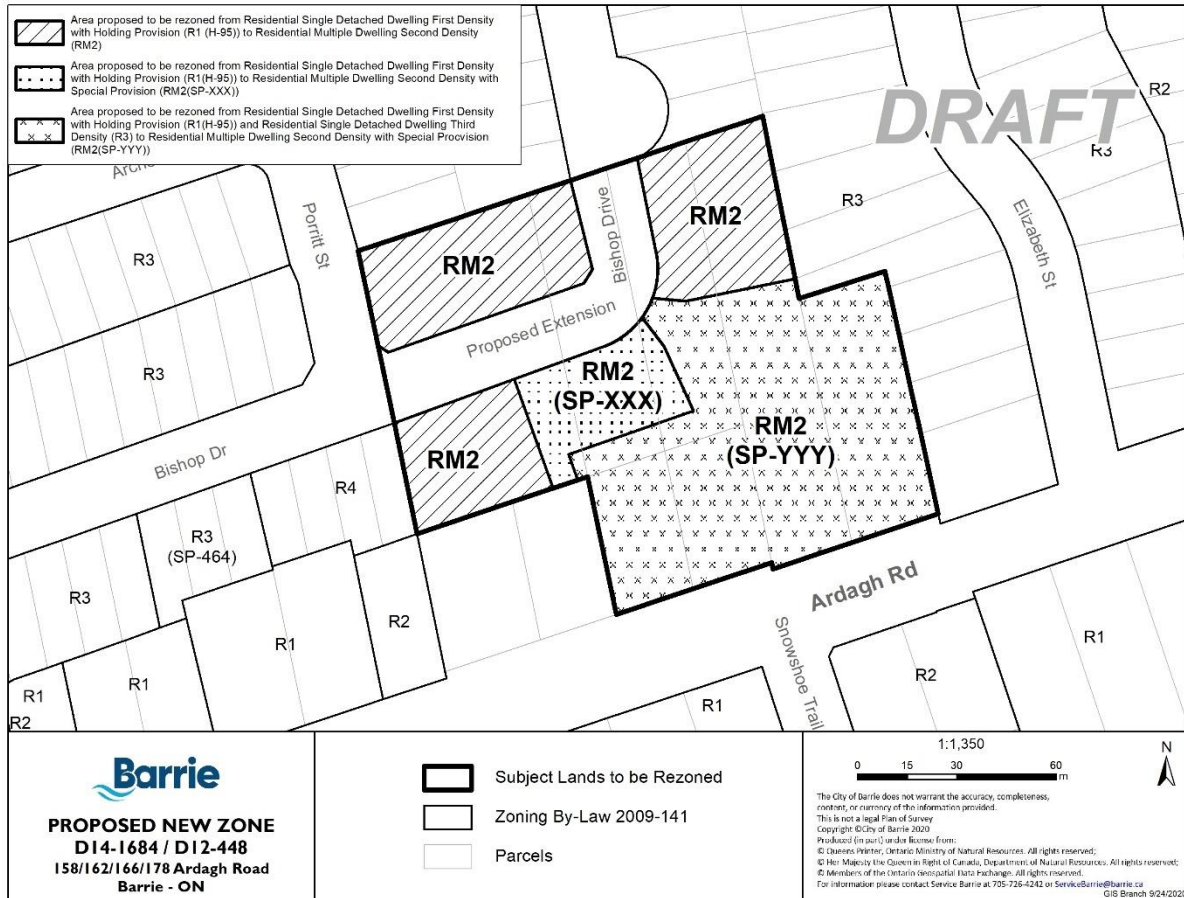 Area proposed to be rezoned from Residential Single Detached Dwelling First Density
with Holding Provision (R1 (H-95)) to Residential Multiple Dwelling Second Density
(RM2)
Area proposed to be rezoned from Residential Single Detached Dwelling First Density
with Holding Provision (R1(H-95)) to Residential Multiple Dwelling Second Density with
Special Provision (RM2(SP-XXX))
Area proposed to be rezoned from Residential Single Detached Dwelling First Density
with Holding Provision (R1(H-95)) and Residential Single Detached Dwelling Third
Density (R3) to Residential Multiple Dwelling Second Density with Special Procvision
(RM2(SP-YYY))
DRAFT
R2
R3
R3
Porritt St
Bishop Drive
RM2
Elizabeth St
R3
RM2
Proposed Extension
R3
RM2
(SP-XXX)
RM2
(SP-YYY)
Bishop Dr
RM2
R4
R3
(SP-464)
R3
Ardagh Rd
R1
R2
Snowshoe Trail
R1
R2
R1
R1
R2
R1
Barrie
PROPOSED NEW ZONE
D14-1684 / D12-448
158/162/166/178 Ardagh Road
Barrie - ON
Subject Lands to be Rezoned
Zoning By-Law 2009-141
Parcels
1:1,350
0 15 30 60
m
N
The City of Barrie does not warrant the accuracy, completeness,
content, or currency of the information provided.
This is not a legal Plan of Survey
Copyright ©City of Barrie 2020
Produced (in part) under license from:
© Queens Printer, Ontario Ministry of Natural Resources. All rights reserved;
© Her Majesty the Queen in Right of Canada, Department of Natural Resources. All rights reserved;
© Members of the Ontario Geospatial Data Exchange. All rights reserved.
For information please contact Service Barrie at 705-726-4242 or ServiceBarrie@barrie.ca
GIS Branch 9/24/2020